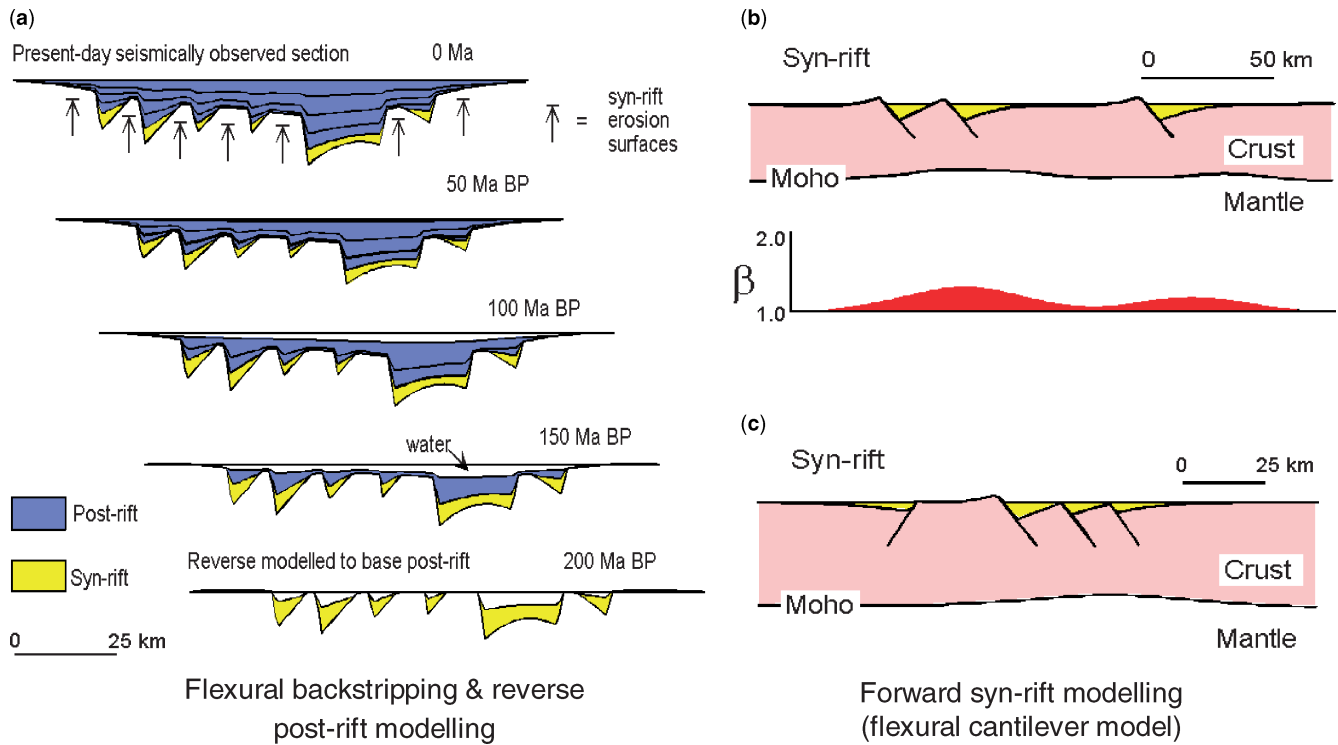 (a)
Present-day seismically observed section 0 Ma
= syn-rift
erosion
surfaces
50 Ma BP
100 Ma BP
150 Ma BP
water
Post-rift
Syn-rift
Reverse modelled to base post-rift 200 Ma BP
0 25 km
Flexural backstripping & reverse
post-rift modelling
(b)
Syn-rift
0 50 km
Crust
Moho
Mantle
2.0
β
1.0
(c)
Syn-rift
0 25 km
Crust
Moho
Mantle
Forward syn-rift modelling
(flexural cantilever model)